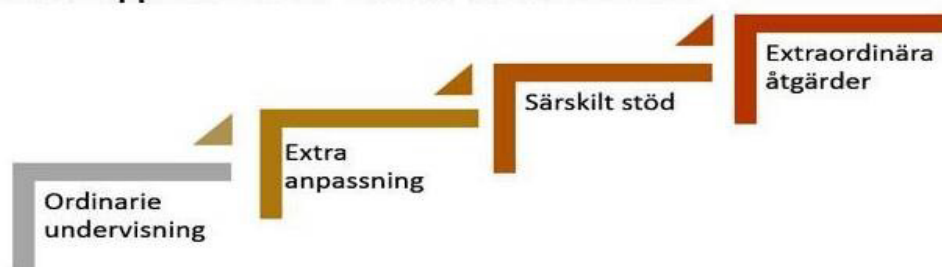 Ordinarie
undervisning
Extra
anpassning
Särskilt stöd
Extraordinära
åtgärder